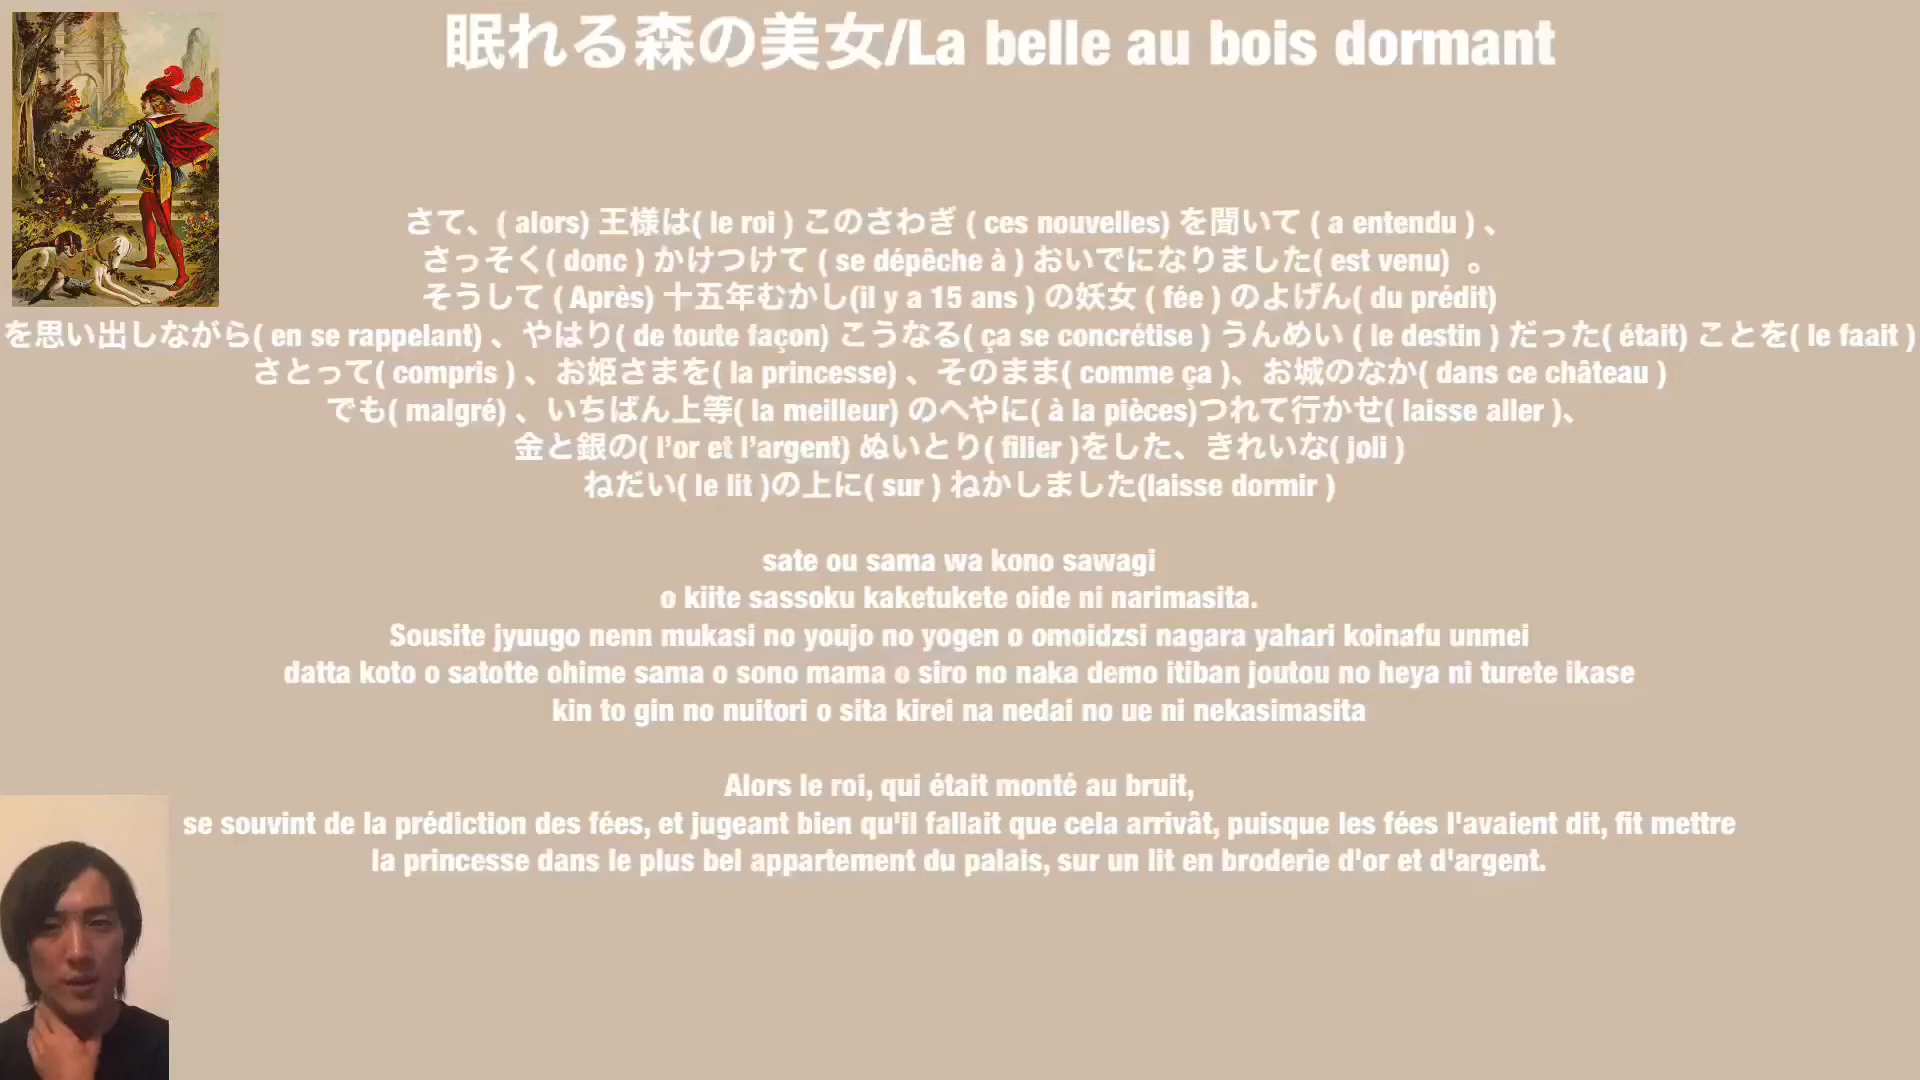 眠れる森の美女/La belle au bois dormant
さて、( alors) 王様は( le roi ) このさわぎ ( ces nouvelles) を聞いて ( a entendu ) 、
さっそく( donc ) かけつけて ( se dépêche à ) おいでになりました( est venu) 。
そうして ( Après) 十五年むかし(il y a 15 ans ) の妖女 ( fée ) のよげん( du prédit)
を思い出しながら( en se rappelant) 、やはり( de toute façon) こうなる( ça se concrétise ) うんめい ( le destin ) だった( était) ことを( le faait )
さとって( compris ) 、お姫さまを( la princesse) 、そのまま( comme ça )、お城のなか( dans ce château )
でも( malgré) 、いちばん上等( la meilleur) のへやに( à la pièces)つれて行かせ( laisse aller )、
金と銀の( l’or et l’argent) ぬいとり( filier )をした、きれいな( joli )
ねだい( le lit )の上に( sur ) ねかしました(laisse dormir )
sate ou sama wa kono sawagi
o kiite sassoku kaketukete oide ni narimasita.
Sousite jyuugo nenn mukasi no youjo no yogen o omoidzsi nagara yahari koinafu unmei
datta koto o satotte ohime sama o sono mama o siro no naka demo itiban joutou no heya ni turete ikase
kin to gin no nuitori o sita kirei na nedai no ue ni nekasimasita
Alors le roi, qui était monté au bruit,
se souvint de la prédiction des fées, et jugeant bien qu'il fallait que cela arrivât, puisque les fées l'avaient dit, fit mettre
la princesse dans le plus bel appartement du palais, sur un lit en broderie d'or et d'argent.